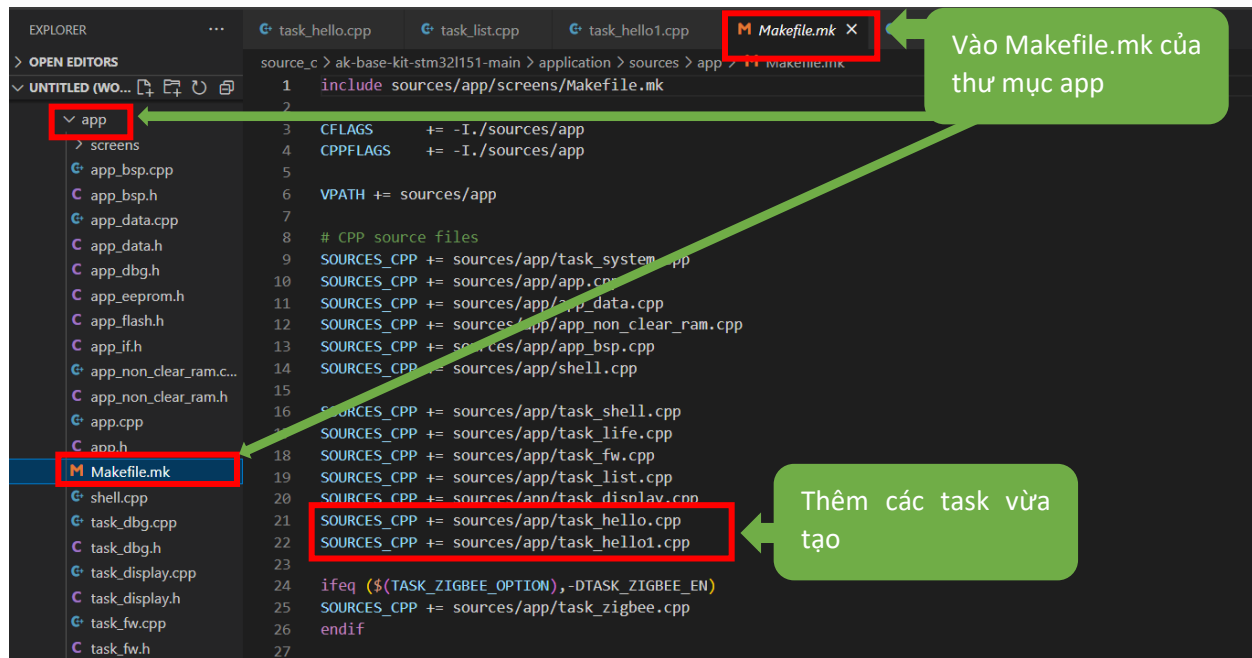 EXPLORER
···
task_hello.cpp
task_list.cpp
task_hello1.cpp
Makefile.mk
Vào Makefile.mk của
thư mục app
OPEN EDITORS
source_c > ak-base-kit-stm32l151-main > application > sources > app > Makefile.mk
UNTITLED (WO...
app
screens
app_bsp.cpp
app_bsp.h
app_data.cpp
app_data.h
app_dbg.h
app_eeprom.h
app_flash.h
app_if.h
app_non_clear_ram.c...
app_non_clear_ram.h
app.cpp
app.h
Makefile.mk
shell.cpp
task_dbg.cpp
task_dbg.h
task_display.cpp
task_display.h
task_fw.cpp
task_fw.h
1 include sources/app/screens/Makefile.mk
2
3 CFLAGS += -I./sources/app
4 CPPFLAGS += -I./sources/app
5
6 VPATH += sources/app
7
8 # CPP source files
9 SOURCES_CPP += sources/app/task_system.cpp
10 SOURCES_CPP += sources/app/app.cpp
11 SOURCES_CPP += sources/app/app_data.cpp
12 SOURCES_CPP += sources/app/app_non_clear_ram.cpp
13 SOURCES_CPP += sources/app/app_bsp.cpp
14 SOURCES_CPP += sources/app/shell.cpp
15
16 SOURCES_CPP += sources/app/task_shell.cpp
17 SOURCES_CPP += sources/app/task_life.cpp
18 SOURCES_CPP += sources/app/task_fw.cpp
19 SOURCES_CPP += sources/app/task_list.cpp
20 SOURCES_CPP += sources/app/task_display.cpp
21 SOURCES_CPP += sources/app/task_hello.cpp
22 SOURCES_CPP += sources/app/task_hello1.cpp
23
24 ifeq ($(TASK_ZIGBEE_OPTION),-DTASK_ZIGBEE_EN)
25 SOURCES_CPP += sources/app/task_zigbee.cpp
26 endif
27
Thêm các task vừa
tạo